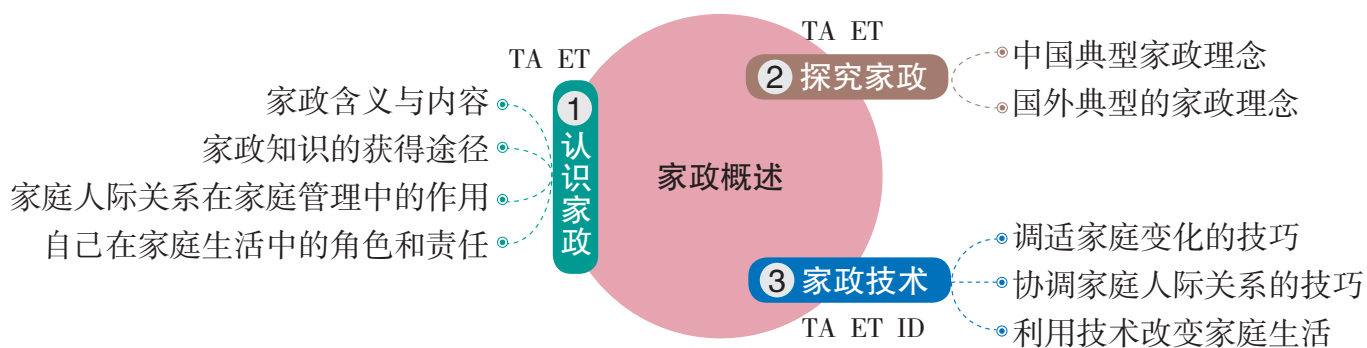 TA ET
① 认识家政
家政含义与内容
家政知识的获得途径
家庭人际关系在家庭管理中的作用
自己在家庭生活中的角色和责任
家政概述
TA ET
② 探究家政
中国典型家政理念
国外典型的家政理念
③ 家政技术
TA ET ID
调适家庭变化的技巧
协调家庭人际关系的技巧
利用技术改变家庭生活